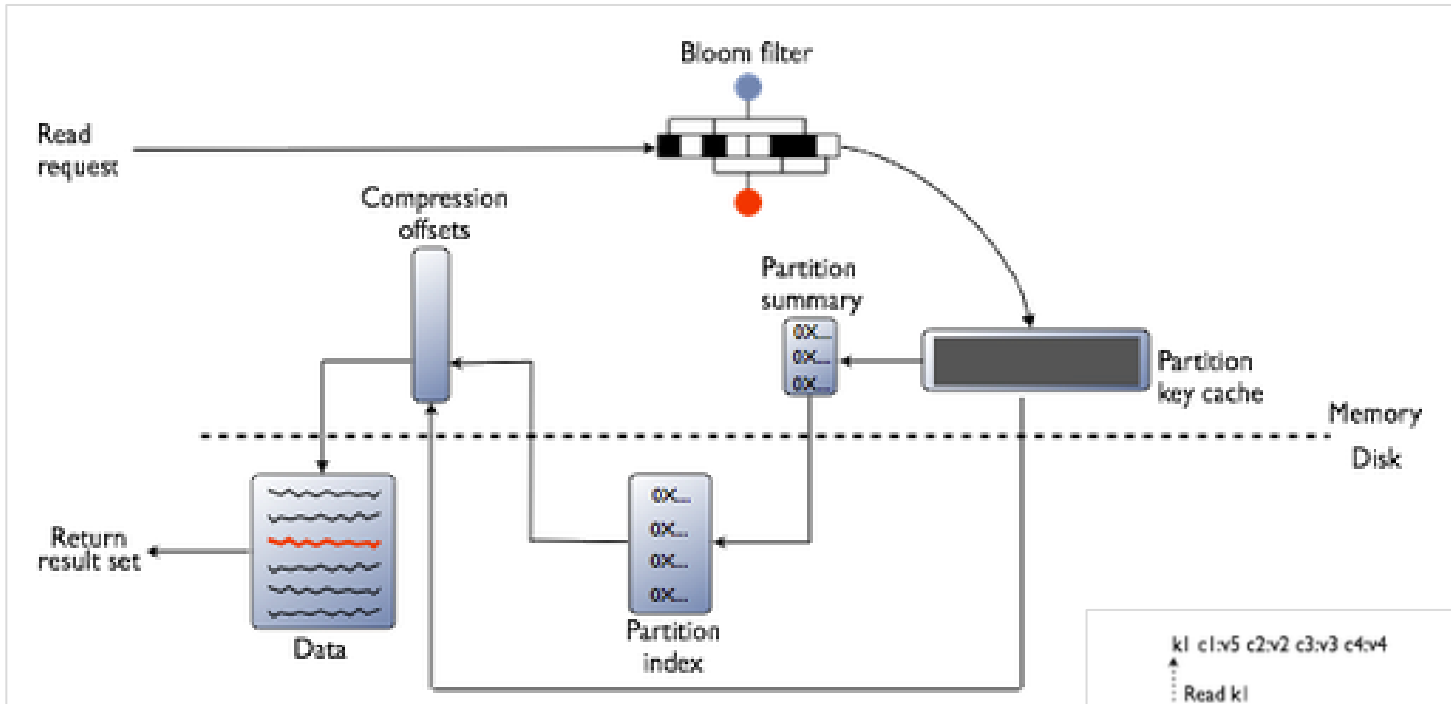 Bloom filter
Read
request
Compression
offsets
Partition
summary
0X...
0X...
0X...
Partition
key cache
Memory
Disk
0X...
0X...
0X...
0X...
Return
result set
Data
Partition
index
k1 c1:v5 c2:v2 c3:v3 c4:v4
Read k1